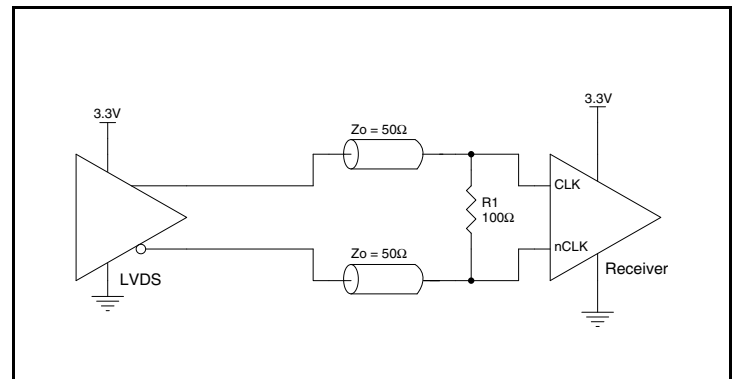 3.3V
3.3V
Zo = 50Ω
CLK
R1
100Ω
nCLK
Zo = 50Ω
LVDS
Receiver